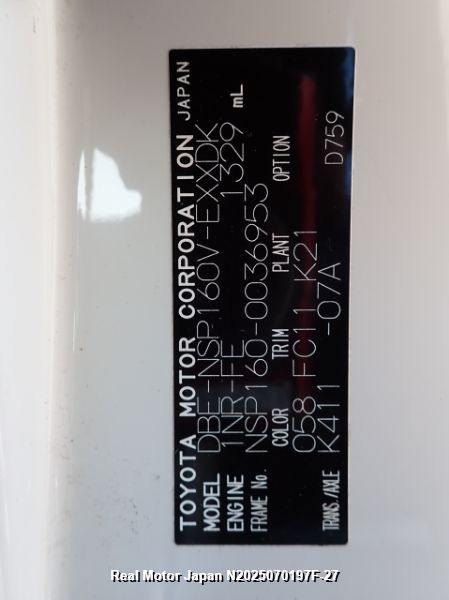 TOYOTA MOTOR CORPORATION JAPAN
MODEL DBE-NSP160V-EXXDK
ENGINE 1NR-FE 1329 mL
FRAME No. NSP160-0036953
COLOR TRIM PLANT OPTION
058 FC11 K21
TRANS./AXLE K411 -07A D759
Real Motor Japan N2025070197F-27